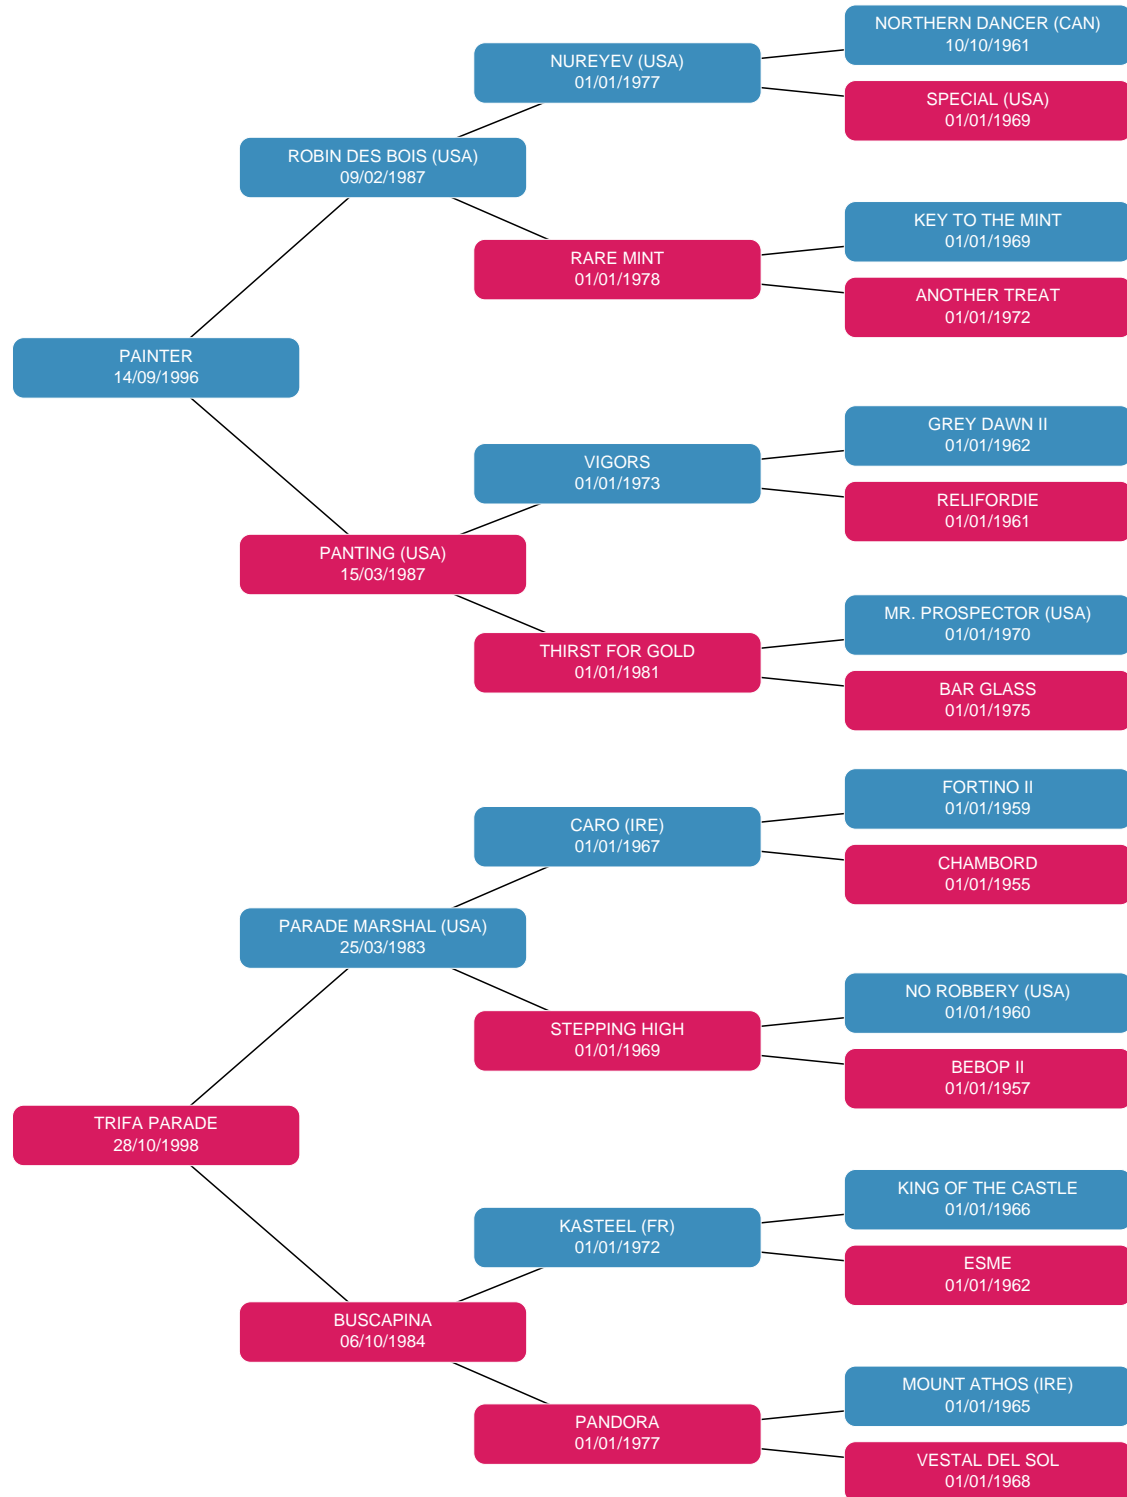 NORTHERN DANCER (CAN)
10/10/1961
NUREYEV (USA)
01/01/1977
SPECIAL (USA)
01/01/1969
ROBIN DES BOIS (USA)
09/02/1987
KEY TO THE MINT
01/01/1969
RARE MINT
01/01/1978
ANOTHER TREAT
01/01/1972
PAINTER
14/09/1996
GREY DAWN II
01/01/1962
VIGORS
01/01/1973
RELIFORDIE
01/01/1961
PANTING (USA)
15/03/1987
MR. PROSPECTOR (USA)
01/01/1970
THIRST FOR GOLD
01/01/1981
BAR GLASS
01/01/1975
FORTINO II
01/01/1959
CARO (IRE)
01/01/1967
CHAMBORD
01/01/1955
PARADE MARSHAL (USA)
25/03/1983
NO ROBBERY (USA)
01/01/1960
STEPPING HIGH
01/01/1969
BEBOP II
01/01/1957
TRIFA PARADE
28/10/1998
KING OF THE CASTLE
01/01/1966
KASTEEL (FR)
01/01/1972
ESME
01/01/1962
BUSCAPINA
06/10/1984
MOUNT ATHOS (IRE)
01/01/1965
PANDORA
01/01/1977
VESTAL DEL SOL
01/01/1968